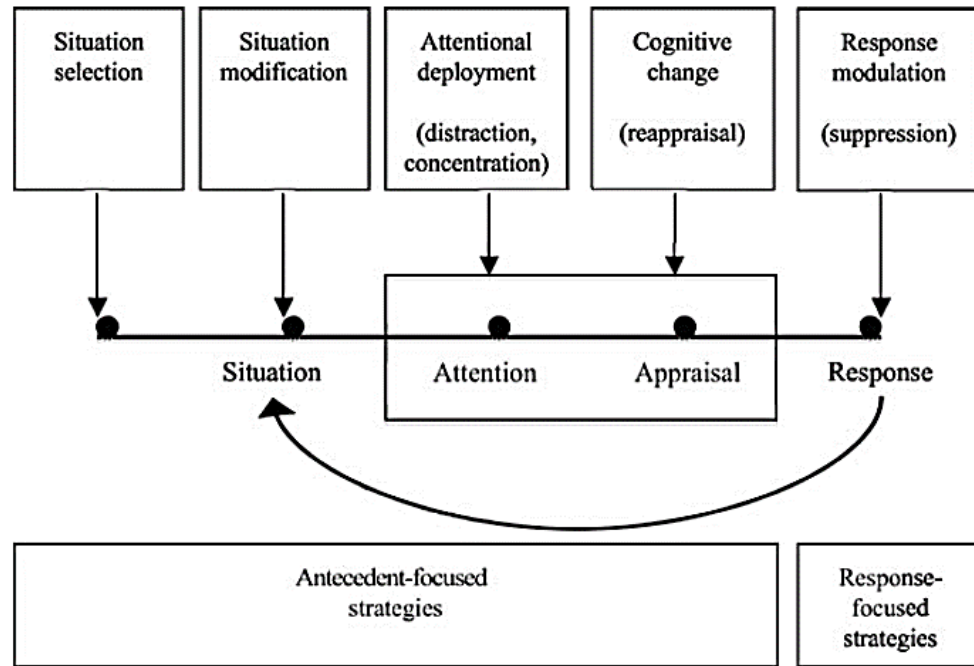 Situation
selection
Situation
modification
Attentional
deployment
(distraction,
concentration)
Cognitive
change
(reappraisal)
Response
modulation
(suppression)
Situation
Attention
Appraisal
Response
Antecedent-focused
strategies
Response-
focused
strategies